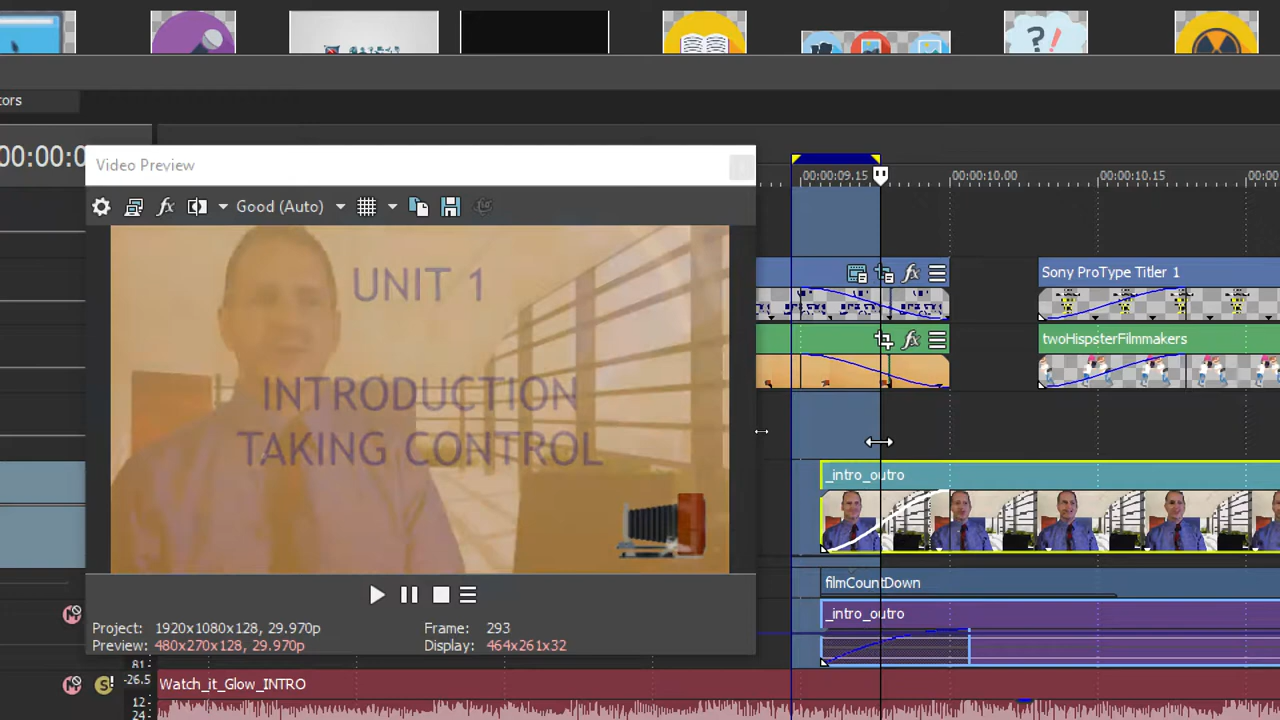 tors
00:00:0
Video Preview
Good (Auto)
UNIT 1
INTRODUCTION
TAKING CONTROL
Project: 1920x1080x128, 29.970p
Frame: 293
Preview: 480x270x128, 29.970p
Display: 464x261x32
00:00:09.15
00:00:10.00
00:00:10.15
00:00
Sony ProType Titler 1
twoHispsterFilmmakers
_intro_outro
filmCountDown
_intro_outro
81
-26.5
12
24
Watch_it_Glow_INTRO